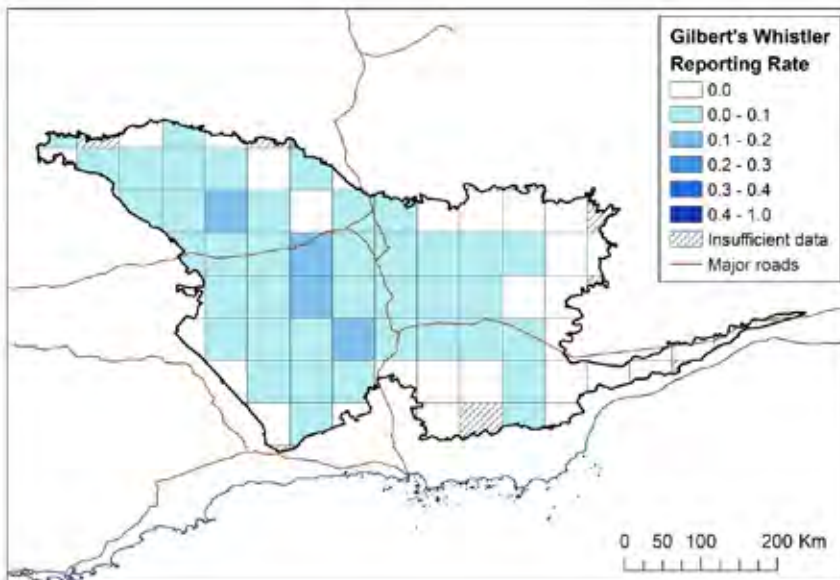 Gilbert's Whistler
Reporting Rate
0.0
0.0 - 0.1
0.1 - 0.2
0.2 - 0.3
0.3 - 0.4
0.4 - 1.0
Insufficient data
Major roads
0 50 100 200 Km